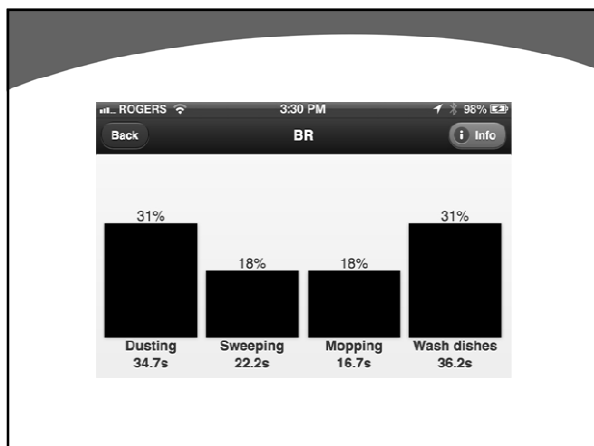 ROGERS 3:30 PM 98%
Back BR i Info
31% 31%
18% 18%
Dusting Sweeping Mopping Wash dishes
34.7s 22.2s 16.7s 36.2s